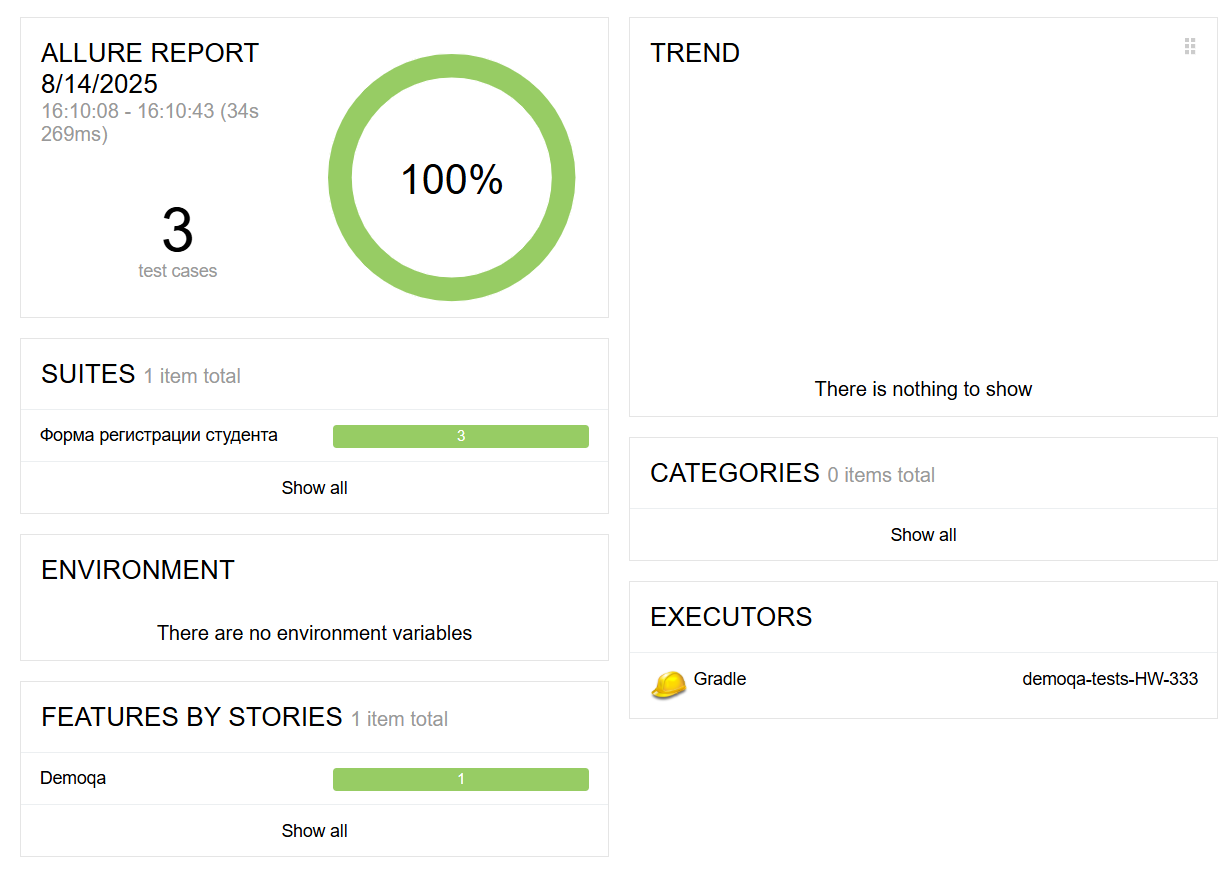 ALLURE REPORT
8/14/2025
16:10:08 - 16:10:43 (34s
269ms)
3
test cases
100%
SUITES 1 item total
Форма регистрации студента 3
Show all
ENVIRONMENT
There are no environment variables
FEATURES BY STORIES 1 item total
Demoqa 1
Show all
TREND
There is nothing to show
CATEGORIES 0 items total
Show all
EXECUTORS
Gradle demoqa-tests-HW-333